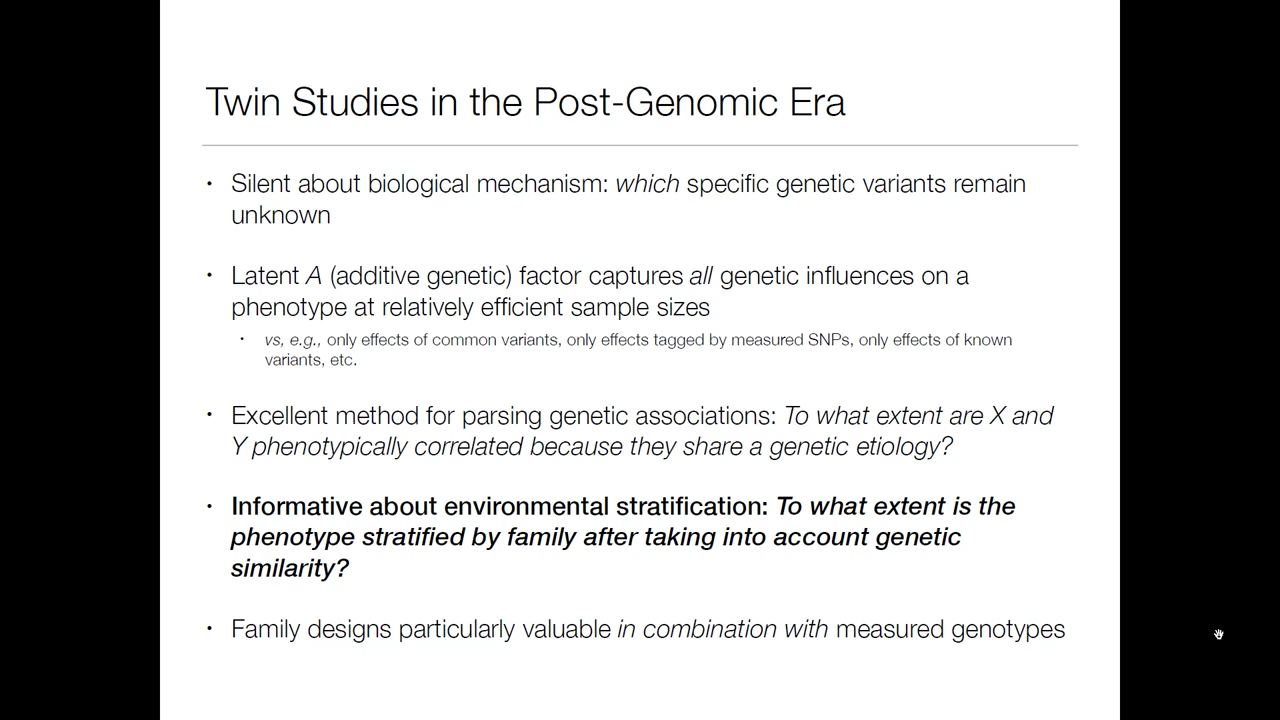 Twin Studies in the Post-Genomic Era
• Silent about biological mechanism: which specific genetic variants remain
unknown
• Latent A (additive genetic) factor captures all genetic influences on a
phenotype at relatively efficient sample sizes
• vs, e.g., only effects of common variants, only effects tagged by measured SNPs, only effects of known
variants, etc.
• Excellent method for parsing genetic associations: To what extent are X and
Y phenotypically correlated because they share a genetic etiology?
• Informative about environmental stratification: To what extent is the
phenotype stratified by family after taking into account genetic
similarity?
• Family designs particularly valuable in combination with measured genotypes